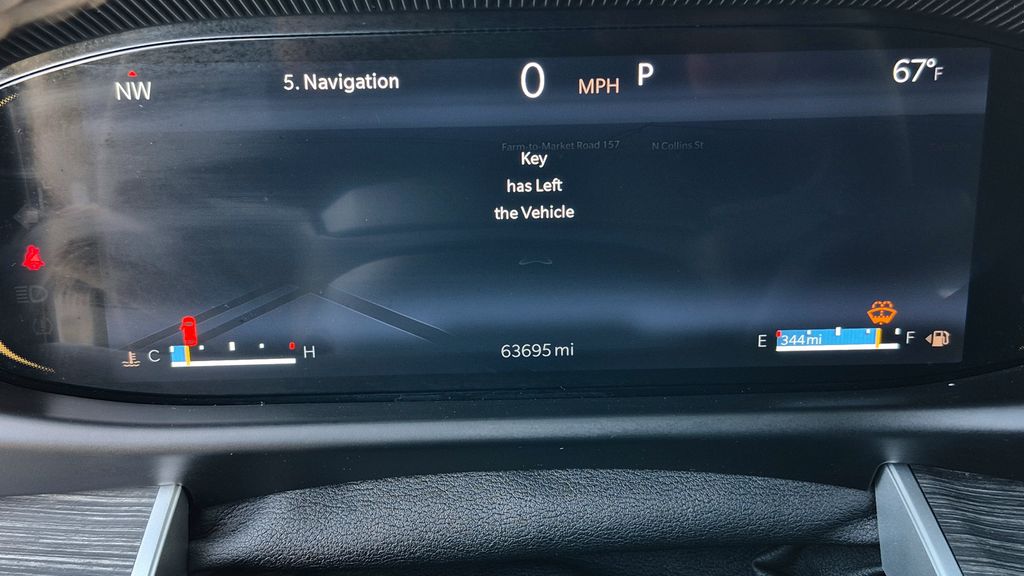 NW
5. Navigation
0 MPH
P
67°F
Farm-to-Market Road 157
N Collins St
Key
has Left
the Vehicle
C
H
63695 mi
E
344mi
F